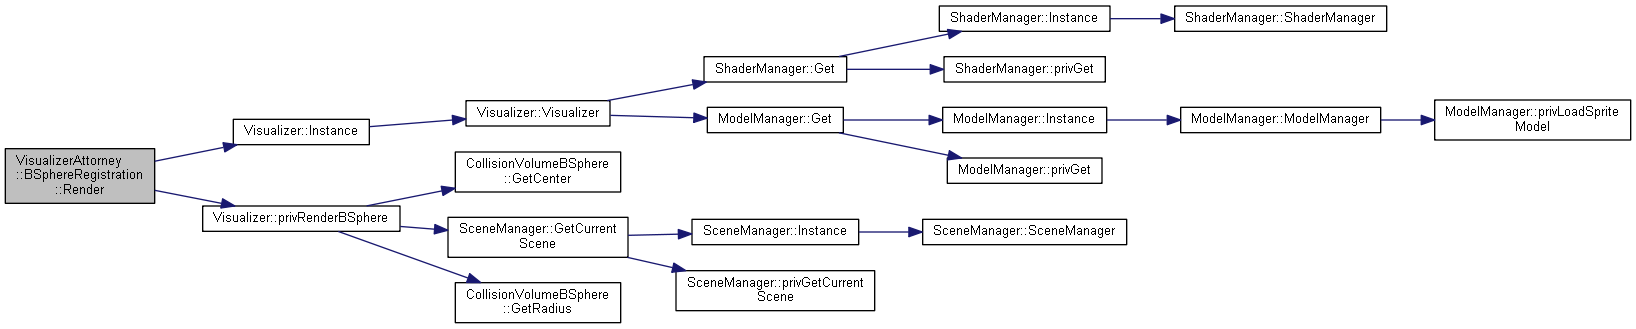 VisualizerAttorney
::BSphereRegistration
::Render
Visualizer::Instance
Visualizer::Visualizer
ShaderManager::Get
ShaderManager::Instance
ShaderManager::ShaderManager
ShaderManager::privGet
ModelManager::Get
ModelManager::Instance
ModelManager::ModelManager
ModelManager::privLoadSprite
Model
ModelManager::privGet
Visualizer::privRenderBSphere
CollisionVolumeBSphere
::GetCenter
SceneManager::GetCurrent
Scene
SceneManager::Instance
SceneManager::SceneManager
SceneManager::privGetCurrent
Scene
CollisionVolumeBSphere
::GetRadius